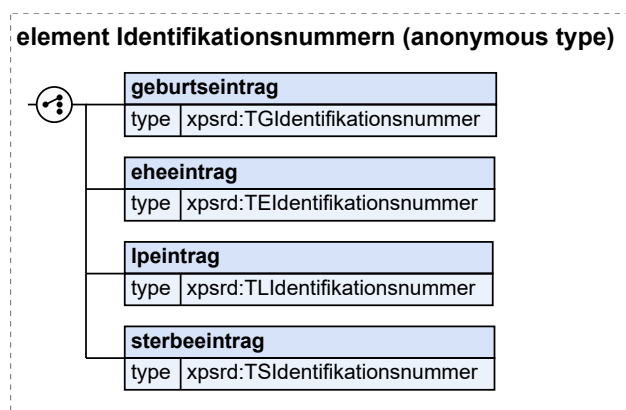 element Identifikationsnummern (anonymous type)
geburtseintrag
type xpsrd:TGIdentifikationsnummer
eheeintrag
type xpsrd:TEIdentifikationsnummer
lpeintrag
type xpsrd:TLIdentifikationsnummer
sterbeeintrag
type xpsrd:TSIdentifikationsnummer